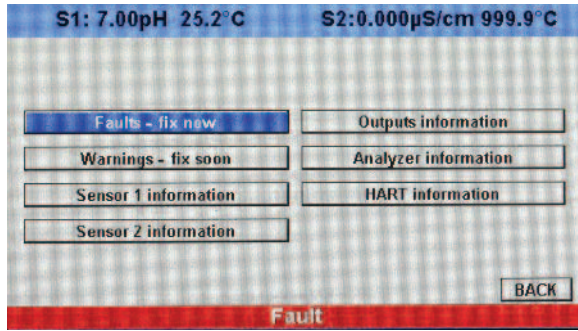 S1: 7.00pH 25.2°C S2:0.000µS/cm 999.9°C
Faults - fix now
Outputs information
Warnings - fix soon
Analyzer information
Sensor 1 information
HART information
Sensor 2 information
BACK
Fault